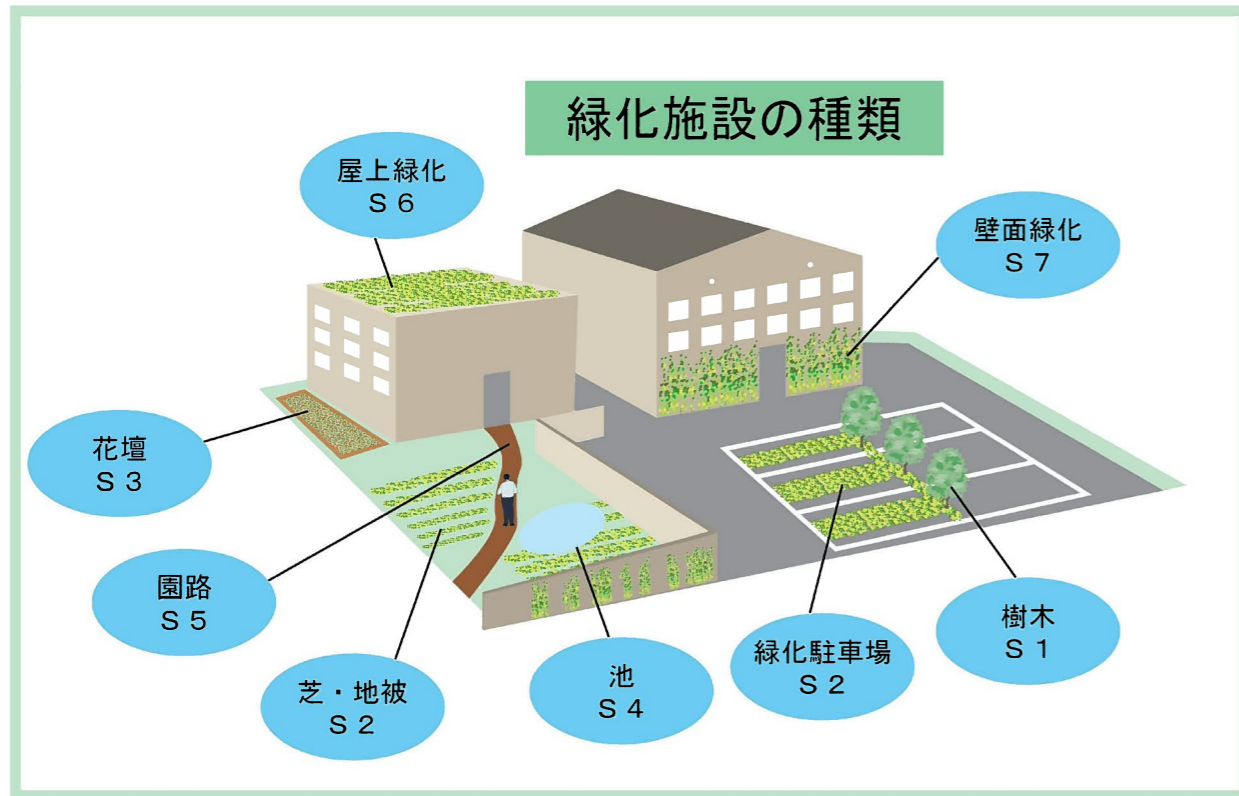 緑化施設の種類
屋上緑化
S６
壁面緑化
S７
花壇
S３
園路
S５
芝・地被
S２
池
S４
緑化駐車場
S２
樹木
S１